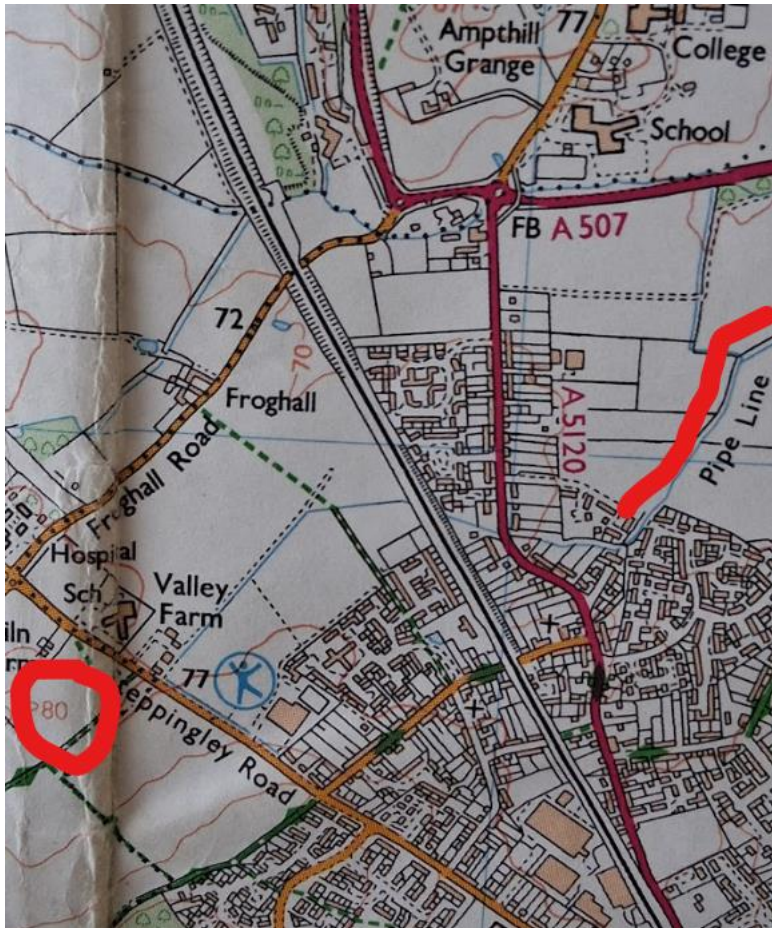 77
Ampthill
Grange
College
School
FB A 507
72
70
Froghall
A 5120
Pipe Line
Froghall Road
Hospital
Sch
Valley
Farm
77
80
Steppingley Road